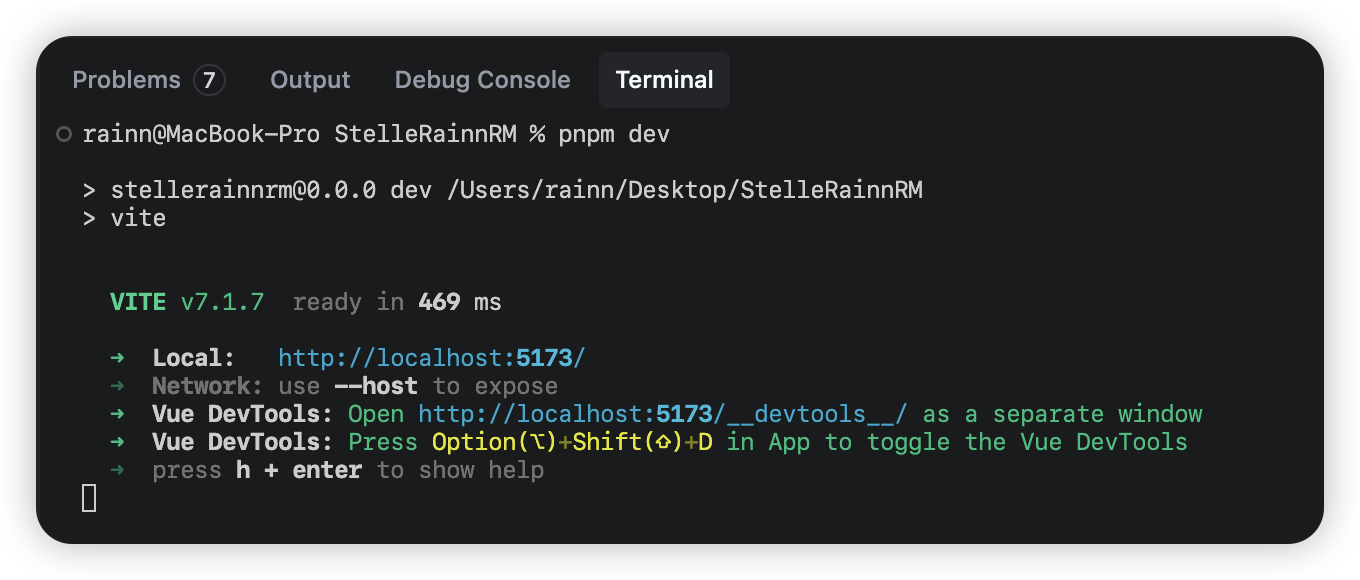 Problems 7 Output Debug Console Terminal
rainn@MacBook-Pro StelleRainnRM % pnpm dev
> stellerainnrm@0.0.0 dev /Users/rainn/Desktop/StelleRainnRM
> vite
VITE v7.1.7 ready in 469 ms
➜ Local: http://localhost:5173/
➜ Network: use --host to expose
➜ Vue DevTools: Open http://localhost:5173/__devtools__/ as a separate window
➜ Vue DevTools: Press Option(⌥)+Shift(⇧)+D in App to toggle the Vue DevTools
➜ press h + enter to show help